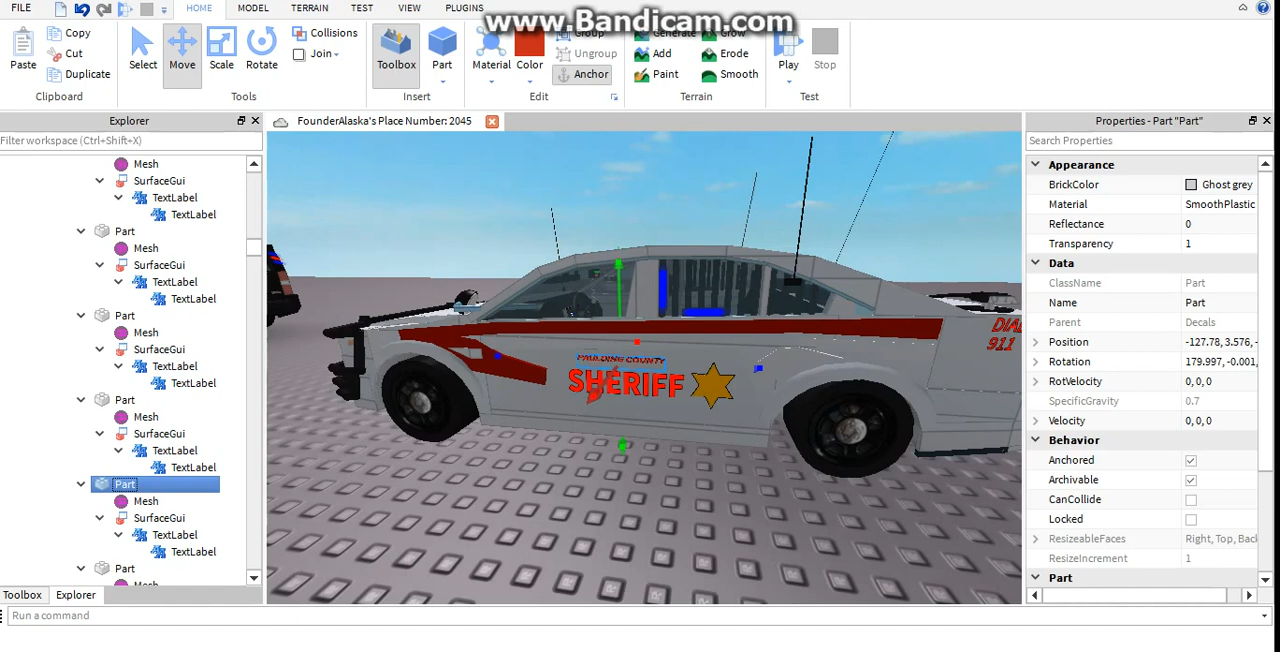 www.Bandicam.com
FILE HOME MODEL TERRAIN TEST VIEW PLUGINS
Paste Copy Cut Duplicate
Select Move Scale Rotate Collisions Join
Toolbox Part
Material Color Group Ungroup Anchor
Generate Grow Add Erode Paint Smooth
Play Stop
Clipboard Tools Insert Edit Terrain Test
Explorer
Filter workspace (Ctrl+Shift+X)
Mesh
SurfaceGui
TextLabel
TextLabel
Part
Mesh
SurfaceGui
TextLabel
TextLabel
Part
Mesh
SurfaceGui
TextLabel
TextLabel
Part
Mesh
SurfaceGui
TextLabel
TextLabel
Part
Mesh
SurfaceGui
TextLabel
TextLabel
Part
Mesh
Toolbox Explorer
Run a command
FounderAlaska's Place Number: 2045
PAULDING COUNTY
SHERIFF
DIAL
911
Properties - Part "Part"
Search Properties
Appearance
BrickColor Ghost grey
Material SmoothPlastic
Reflectance 0
Transparency 1
Data
ClassName Part
Name Part
Parent Decals
Position -127.78, 3.576, -
Rotation 179.997, -0.001,
RotVelocity 0, 0, 0
SpecificGravity 0.7
Velocity 0, 0, 0
Behavior
Anchored
Archivable
CanCollide
Locked
ResizeableFaces Right, Top, Back
ResizeIncrement 1
Part